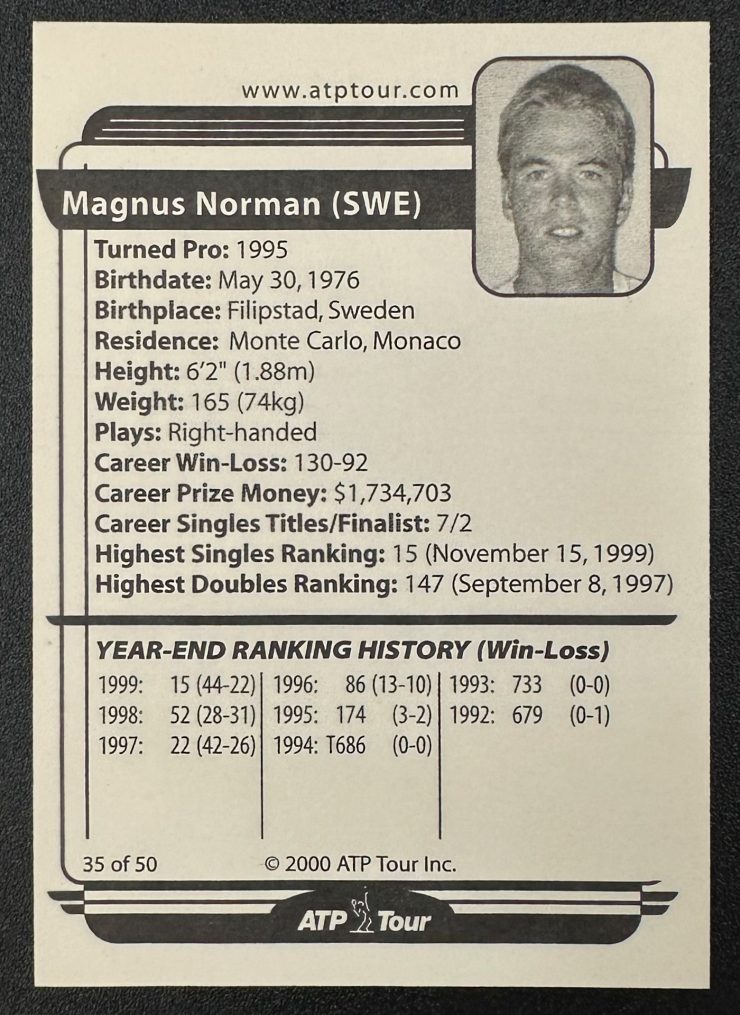 www.atptour.com
Magnus Norman (SWE)
Turned Pro: 1995
Birthdate: May 30, 1976
Birthplace: Filipstad, Sweden
Residence: Monte Carlo, Monaco
Height: 6'2" (1.88m)
Weight: 165 (74kg)
Plays: Right-handed
Career Win-Loss: 130-92
Career Prize Money: $1,734,703
Career Singles Titles/Finalist: 7/2
Highest Singles Ranking: 15 (November 15, 1999)
Highest Doubles Ranking: 147 (September 8, 1997)
YEAR-END RANKING HISTORY (Win-Loss)
1999: 15 (44-22) 1996: 86 (13-10) 1993: 733 (0-0)
1998: 52 (28-31) 1995: 174 (3-2) 1992: 679 (0-1)
1997: 22 (42-26) 1994: T686 (0-0)
35 of 50 © 2000 ATP Tour Inc.
ATP Tour